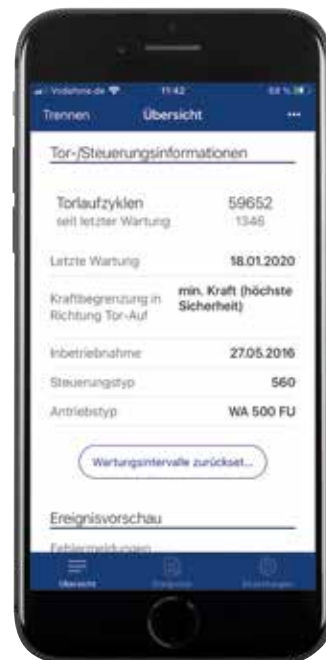 Vodafone.de 11:42
Trennen Übersicht •••
Tor-/Steuerungsinformationen
Torlaufzyklen 59652
seit letzter Wartung 1346
Letzte Wartung 18.01.2020
Kraftbegrenzung in Richtung Tor-Auf
min. Kraft (höchste Sicherheit)
Inbetriebnahme 27.05.2016
Steuerungstyp 560
Antriebstyp WA 500 FU
Wartungsintervalle zurückset...
Ereignisvorschau
Fehlermeldungen
Übersicht